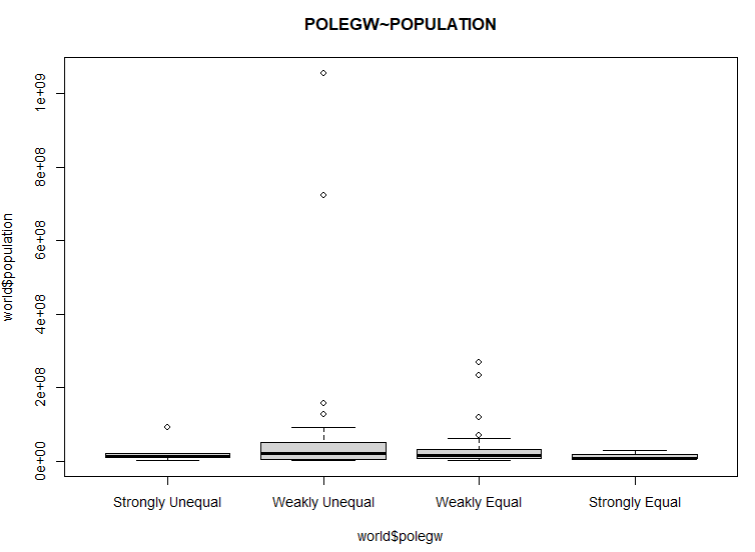 POLEGW~POPULATION
1e+09
8e+08
6e+08
4e+08
2e+08
0e+00
world$population
Strongly Unequal Weakly Unequal Weakly Equal Strongly Equal
world$polegw